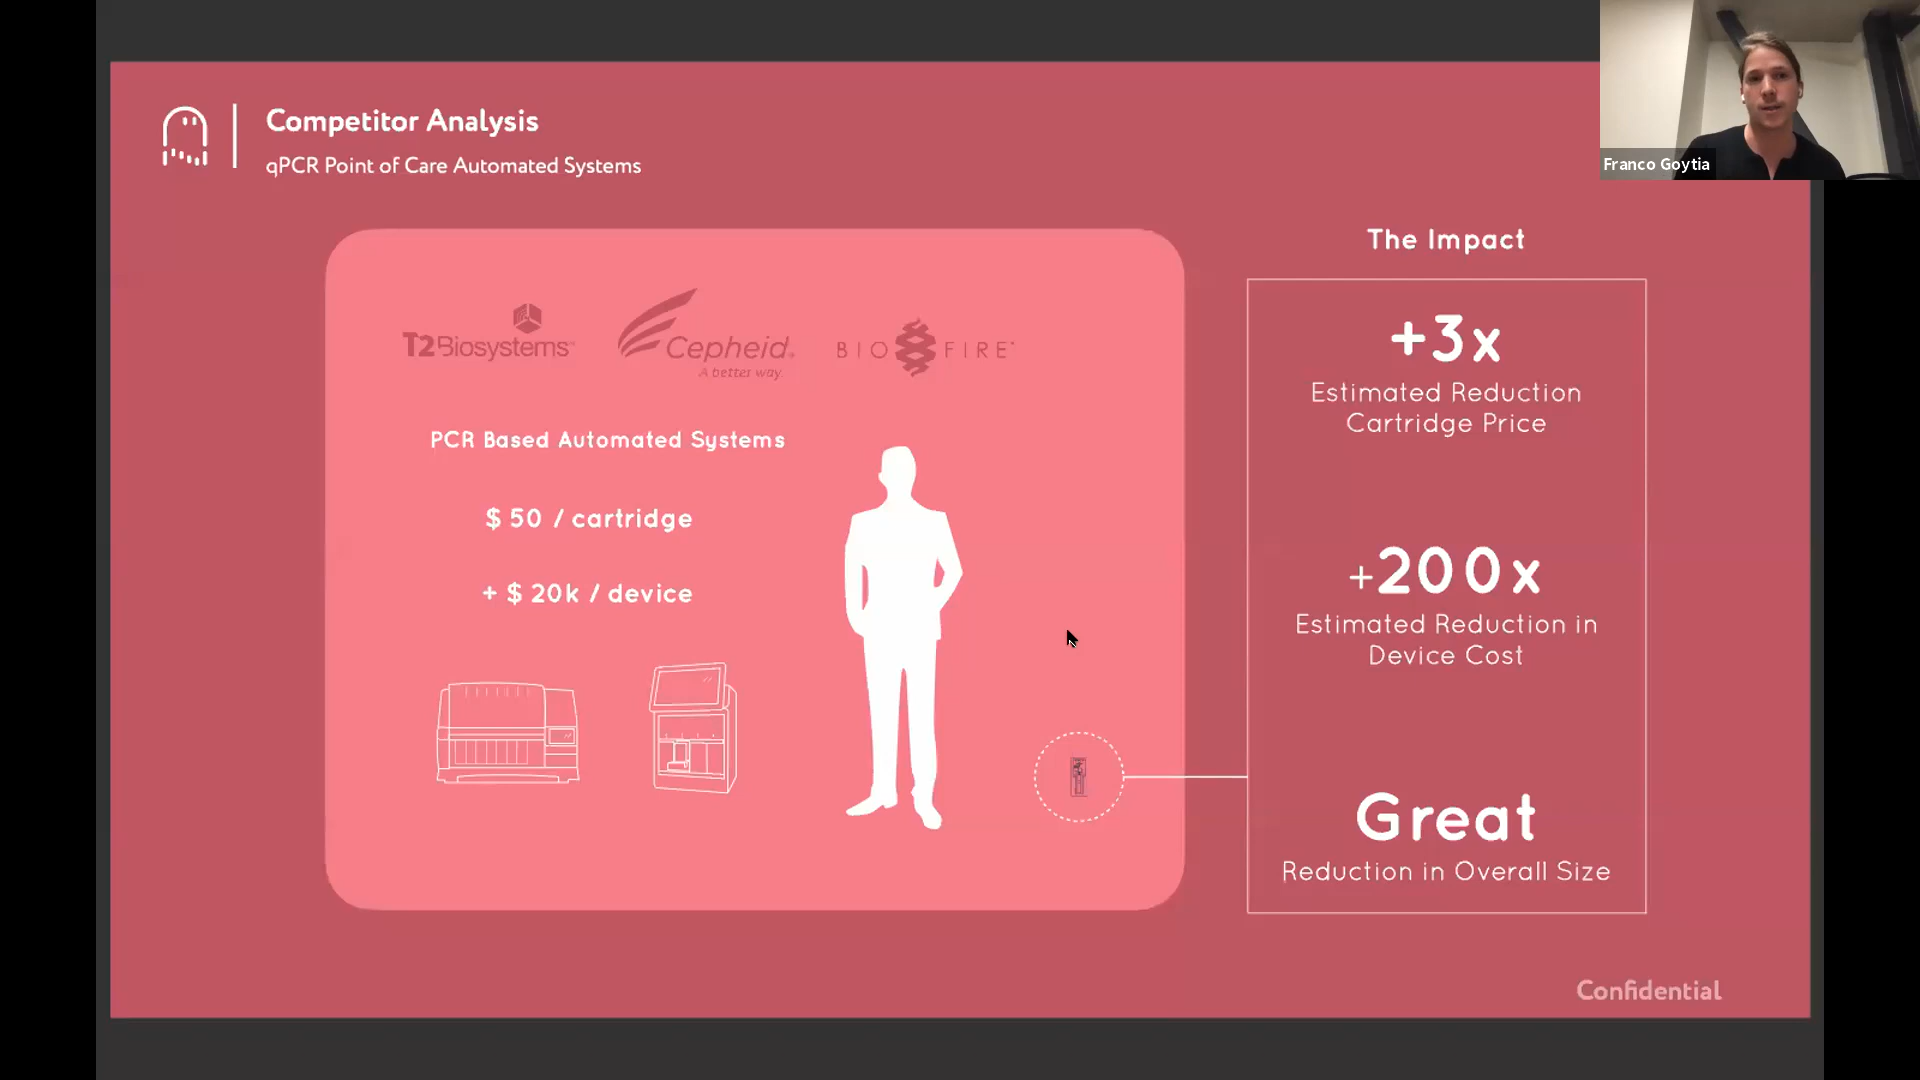 Competitor Analysis
qPCR Point of Care Automated Systems
Franco Goytia
T2Biosystems
Cepheid
A better way.
BIO FIRE
PCR Based Automated Systems
$ 50 / cartridge
+ $ 20k / device
The Impact
+3x
Estimated Reduction
Cartridge Price
+200x
Estimated Reduction in
Device Cost
Great
Reduction in Overall Size
Confidential